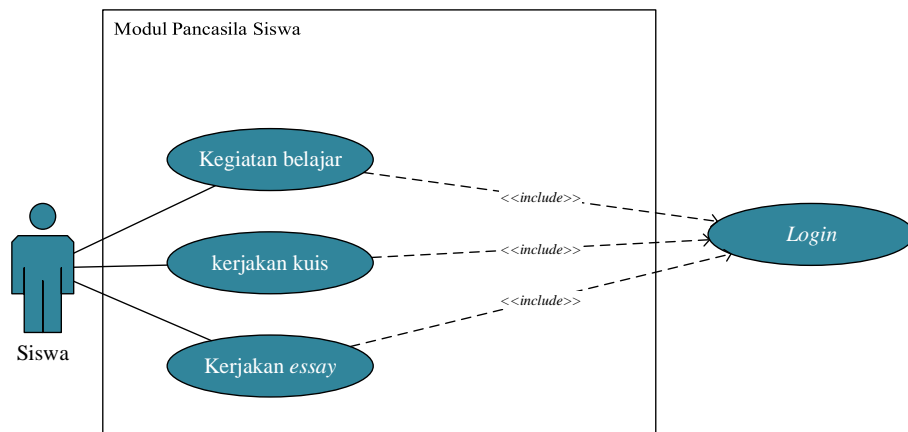 Modul Pancasila Siswa
Kegiatan belajar
<<include>>
Login
kerjakan kuis
<<include>>
<<include>>
Siswa
Kerjakan essay